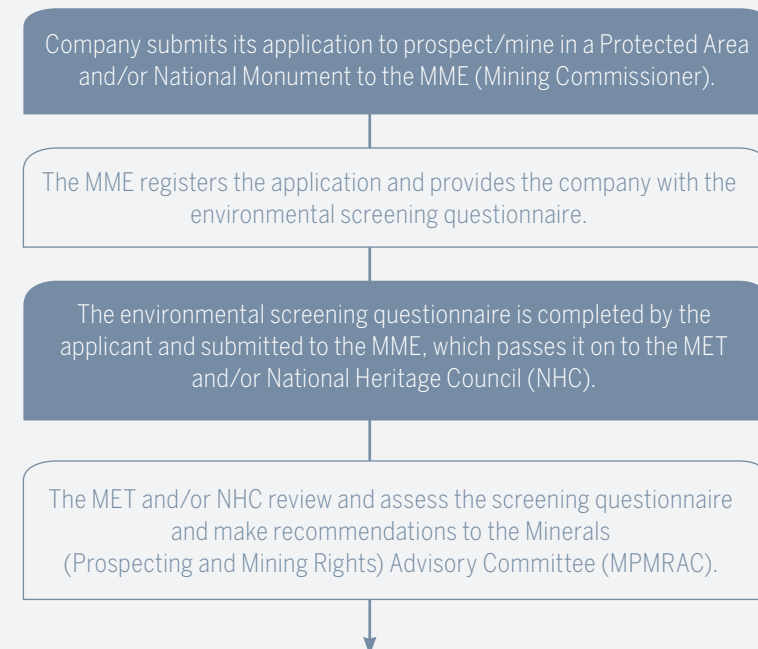 Company submits its application to prospect/mine in a Protected Area
and/or National Monument to the MME (Mining Commissioner).
The MME registers the application and provides the company with the
environmental screening questionnaire.
The environmental screening questionnaire is completed by the
applicant and submitted to the MME, which passes it on to the MET
and/or National Heritage Council (NHC).
The MET and/or NHC review and assess the screening questionnaire
and make recommendations to the Minerals
(Prospecting and Mining Rights) Advisory Committee (MPMRAC).